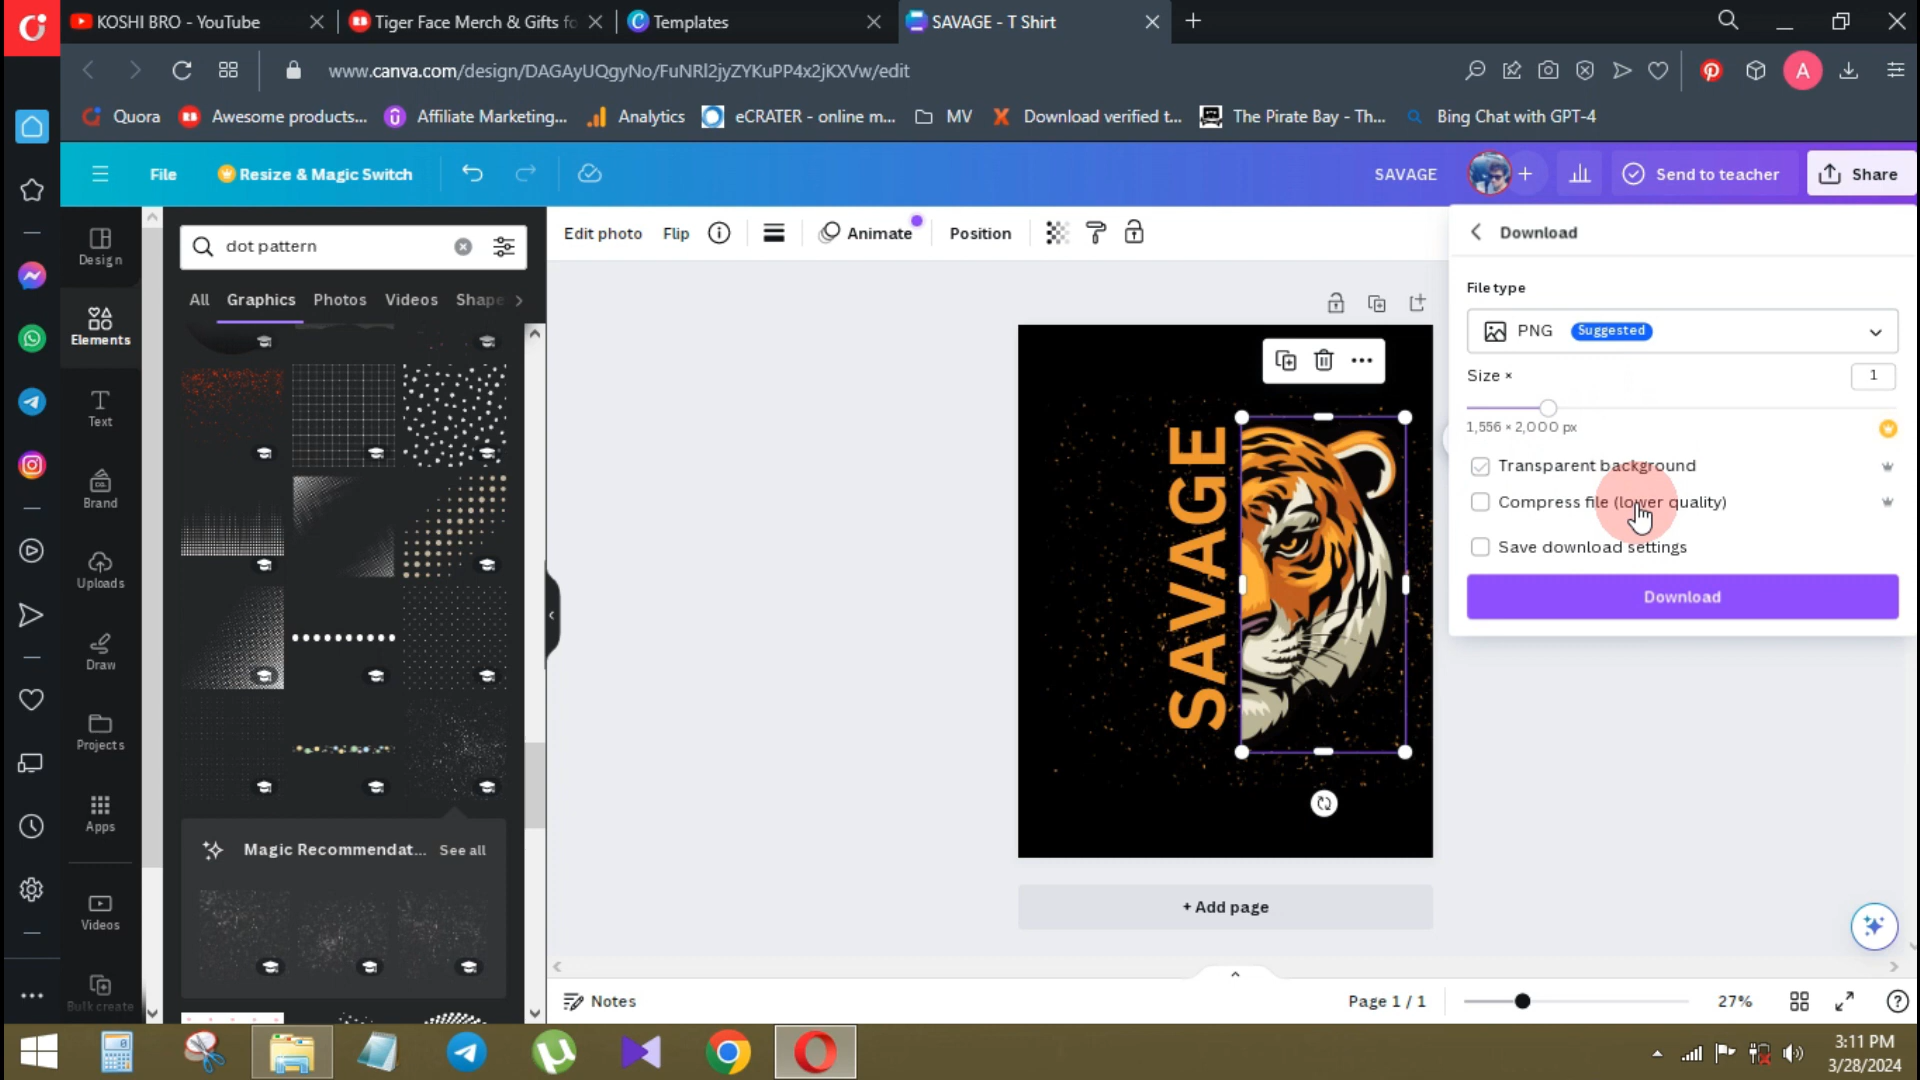 KOSHI BRO - YouTube
Tiger Face Merch & Gifts fo
Templates
SAVAGE - T Shirt
www.canva.com/design/DAGAyUQgyNo/FuNRl2jyZYKuPP4x2jKXVw/edit
A
Quora
Awesome products...
Affiliate Marketing...
Analytics
eCRATER - online m...
MV
Download verified t...
The Pirate Bay - Th...
Bing Chat with GPT-4
File
Resize & Magic Switch
SAVAGE
Send to teacher
Share
Design
Elements
Text
Brand
Uploads
Draw
Projects
Apps
Videos
Bulk create
dot pattern
All
Graphics
Photos
Videos
Shape
Magic Recommendat...
See all
Edit photo
Flip
Animate
Position
SAVAGE
+ Add page
Download
File type
PNG
Suggested
Size ×
1
1,556 × 2,000 px
Transparent background
Compress file (lower quality)
Save download settings
Download
Notes
Page 1 / 1
27%
3:11 PM
3/28/2024